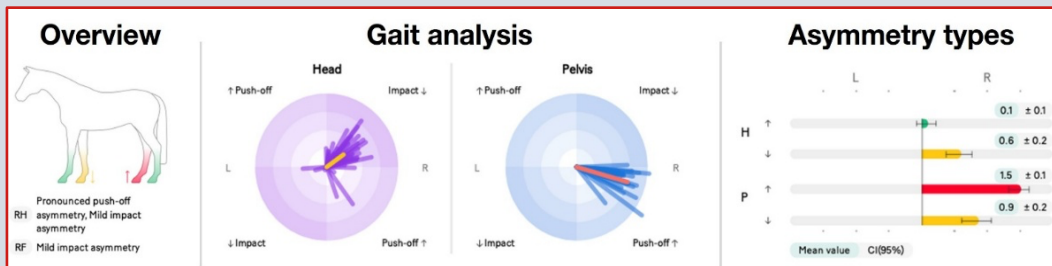 Overview
RH Pronounced push-off
asymmetry, Mild impact
asymmetry
RF Mild impact asymmetry
Gait analysis
Head
↑ Push-off Impact ↓
L
↓ Impact
Pelvis
↑ Push-off Impact ↓
R
↓ Impact Push-off ↑
Asymmetry types
L R
H ↑ 0.1 ± 0.1
↓ 0.6 ± 0.2
P ↑ 1.5 ± 0.1
↓ 0.9 ± 0.2
Mean value CI(95%)